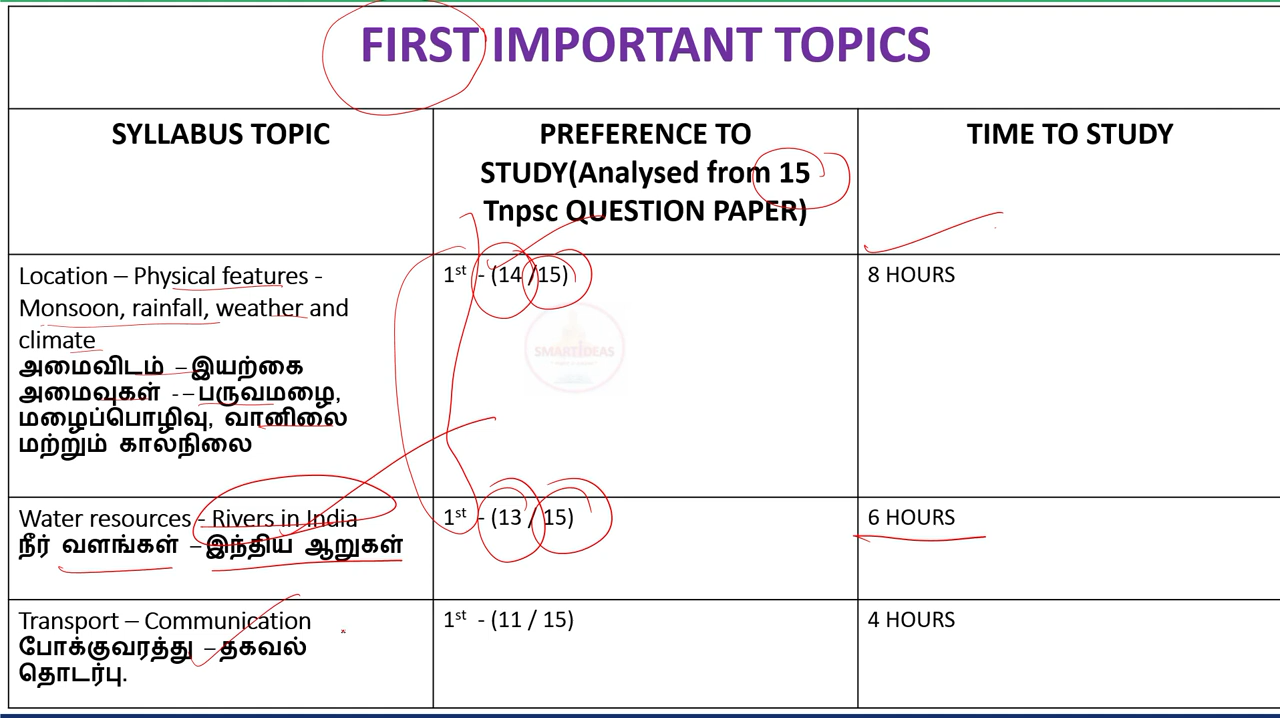 FIRST IMPORTANT TOPICS
SYLLABUS TOPIC
PREFERENCE TO
STUDY(Analysed from 15
Tnpsc QUESTION PAPER)
TIME TO STUDY
Location – Physical features -
Monsoon, rainfall, weather and
climate
அமைவிடம் – இயற்கை
அமைவுகள் -– பருவமழை,
மழைப்பொழிவு, வானிலை
மற்றும் காலநிலை
1st - (14 /15)
SMARTIDEAS
8 HOURS
Water resources - Rivers in India
நீர் வளங்கள் – இந்திய ஆறுகள்
1st - (13 / 15)
6 HOURS
Transport – Communication
போக்குவரத்து – தகவல்
தொடர்பு.
1st - (11 / 15)
4 HOURS